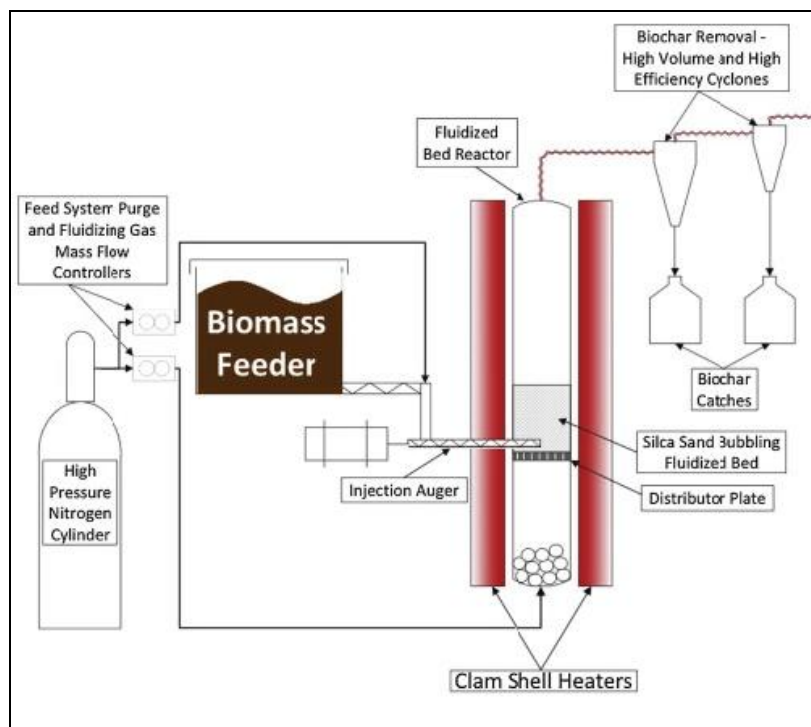 Biochar Removal -
High Volume and High
Efficiency Cyclones
Fluidized
Bed Reactor
Feed System Purge
and Fluidizing Gas
Mass Flow
Controllers
Biomass
Feeder
Biochar
Catches
High
Pressure
Nitrogen
Cylinder
Injection Auger
Silca Sand Bubbling
Fluidized Bed
Distributor Plate
Clam Shell Heaters